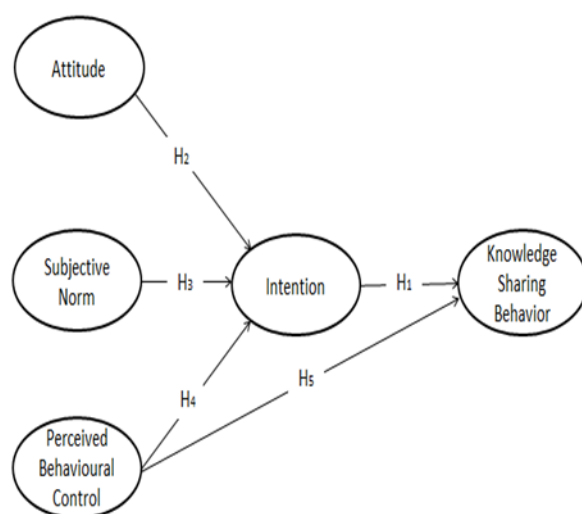 Attitude
H₂
Subjective
Norm
H₃
Intention
H₁
Knowledge
Sharing
Behavior
H₄
H₅
Perceived
Behavioural
Control